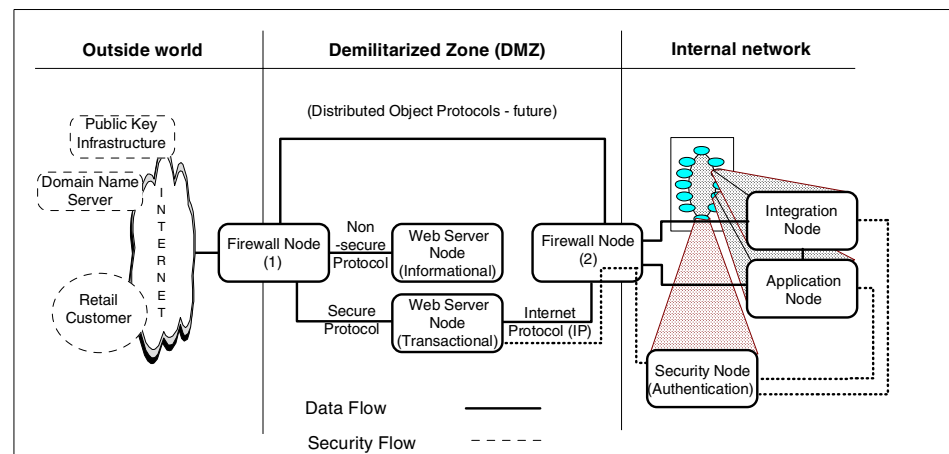 Outside world
Demilitarized Zone (DMZ)
Internal network
(Distributed Object Protocols - future)
Public Key
Infrastructure
Domain Name
Server
INTERNET
Retail
Customer
Firewall Node
(1)
Non
-secure
Protocol
Web Server
Node
(Informational)
Secure
Protocol
Web Server
Node
(Transactional)
Internet
Protocol (IP)
Firewall Node
(2)
Integration
Node
Application
Node
Security Node
(Authentication)
Data Flow
Security Flow